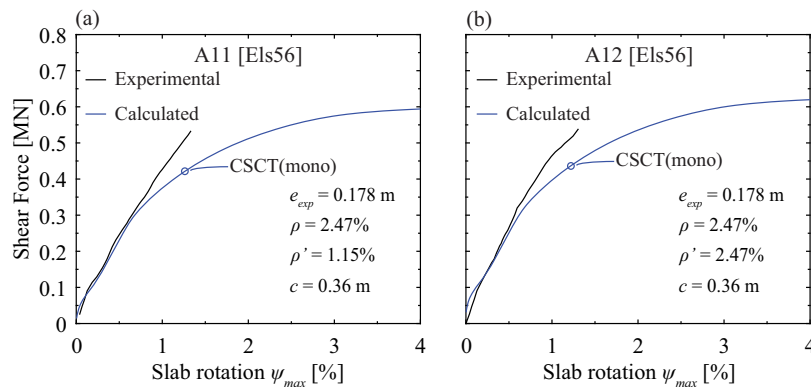 (a)
A11 [Els56]
Experimental
Calculated
CSCT(mono)
e_exp = 0.178 m
ρ = 2.47%
ρ' = 1.15%
c = 0.36 m
Shear Force [MN]
0.8
0.7
0.6
0.5
0.4
0.3
0.2
0.1
0
0 1 2 3 4
Slab rotation ψ_max [%]
(b)
A12 [Els56]
Experimental
Calculated
CSCT(mono)
e_exp = 0.178 m
ρ = 2.47%
ρ' = 2.47%
c = 0.36 m
0 1 2 3 4
Slab rotation ψ_max [%]